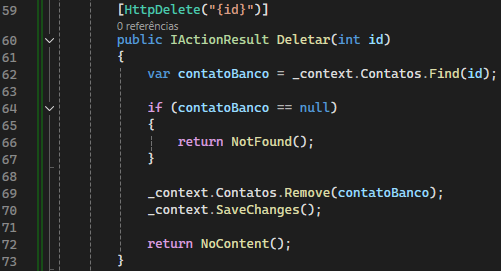 59 [HttpDelete("{id}")]
0 referências
60 public IActionResult Deletar(int id)
61 {
62 var contatoBanco = _context.Contatos.Find(id);
63
64 if (contatoBanco == null)
65 {
66 return NotFound();
67 }
68
69 _context.Contatos.Remove(contatoBanco);
70 _context.SaveChanges();
71
72 return NoContent();
73 }